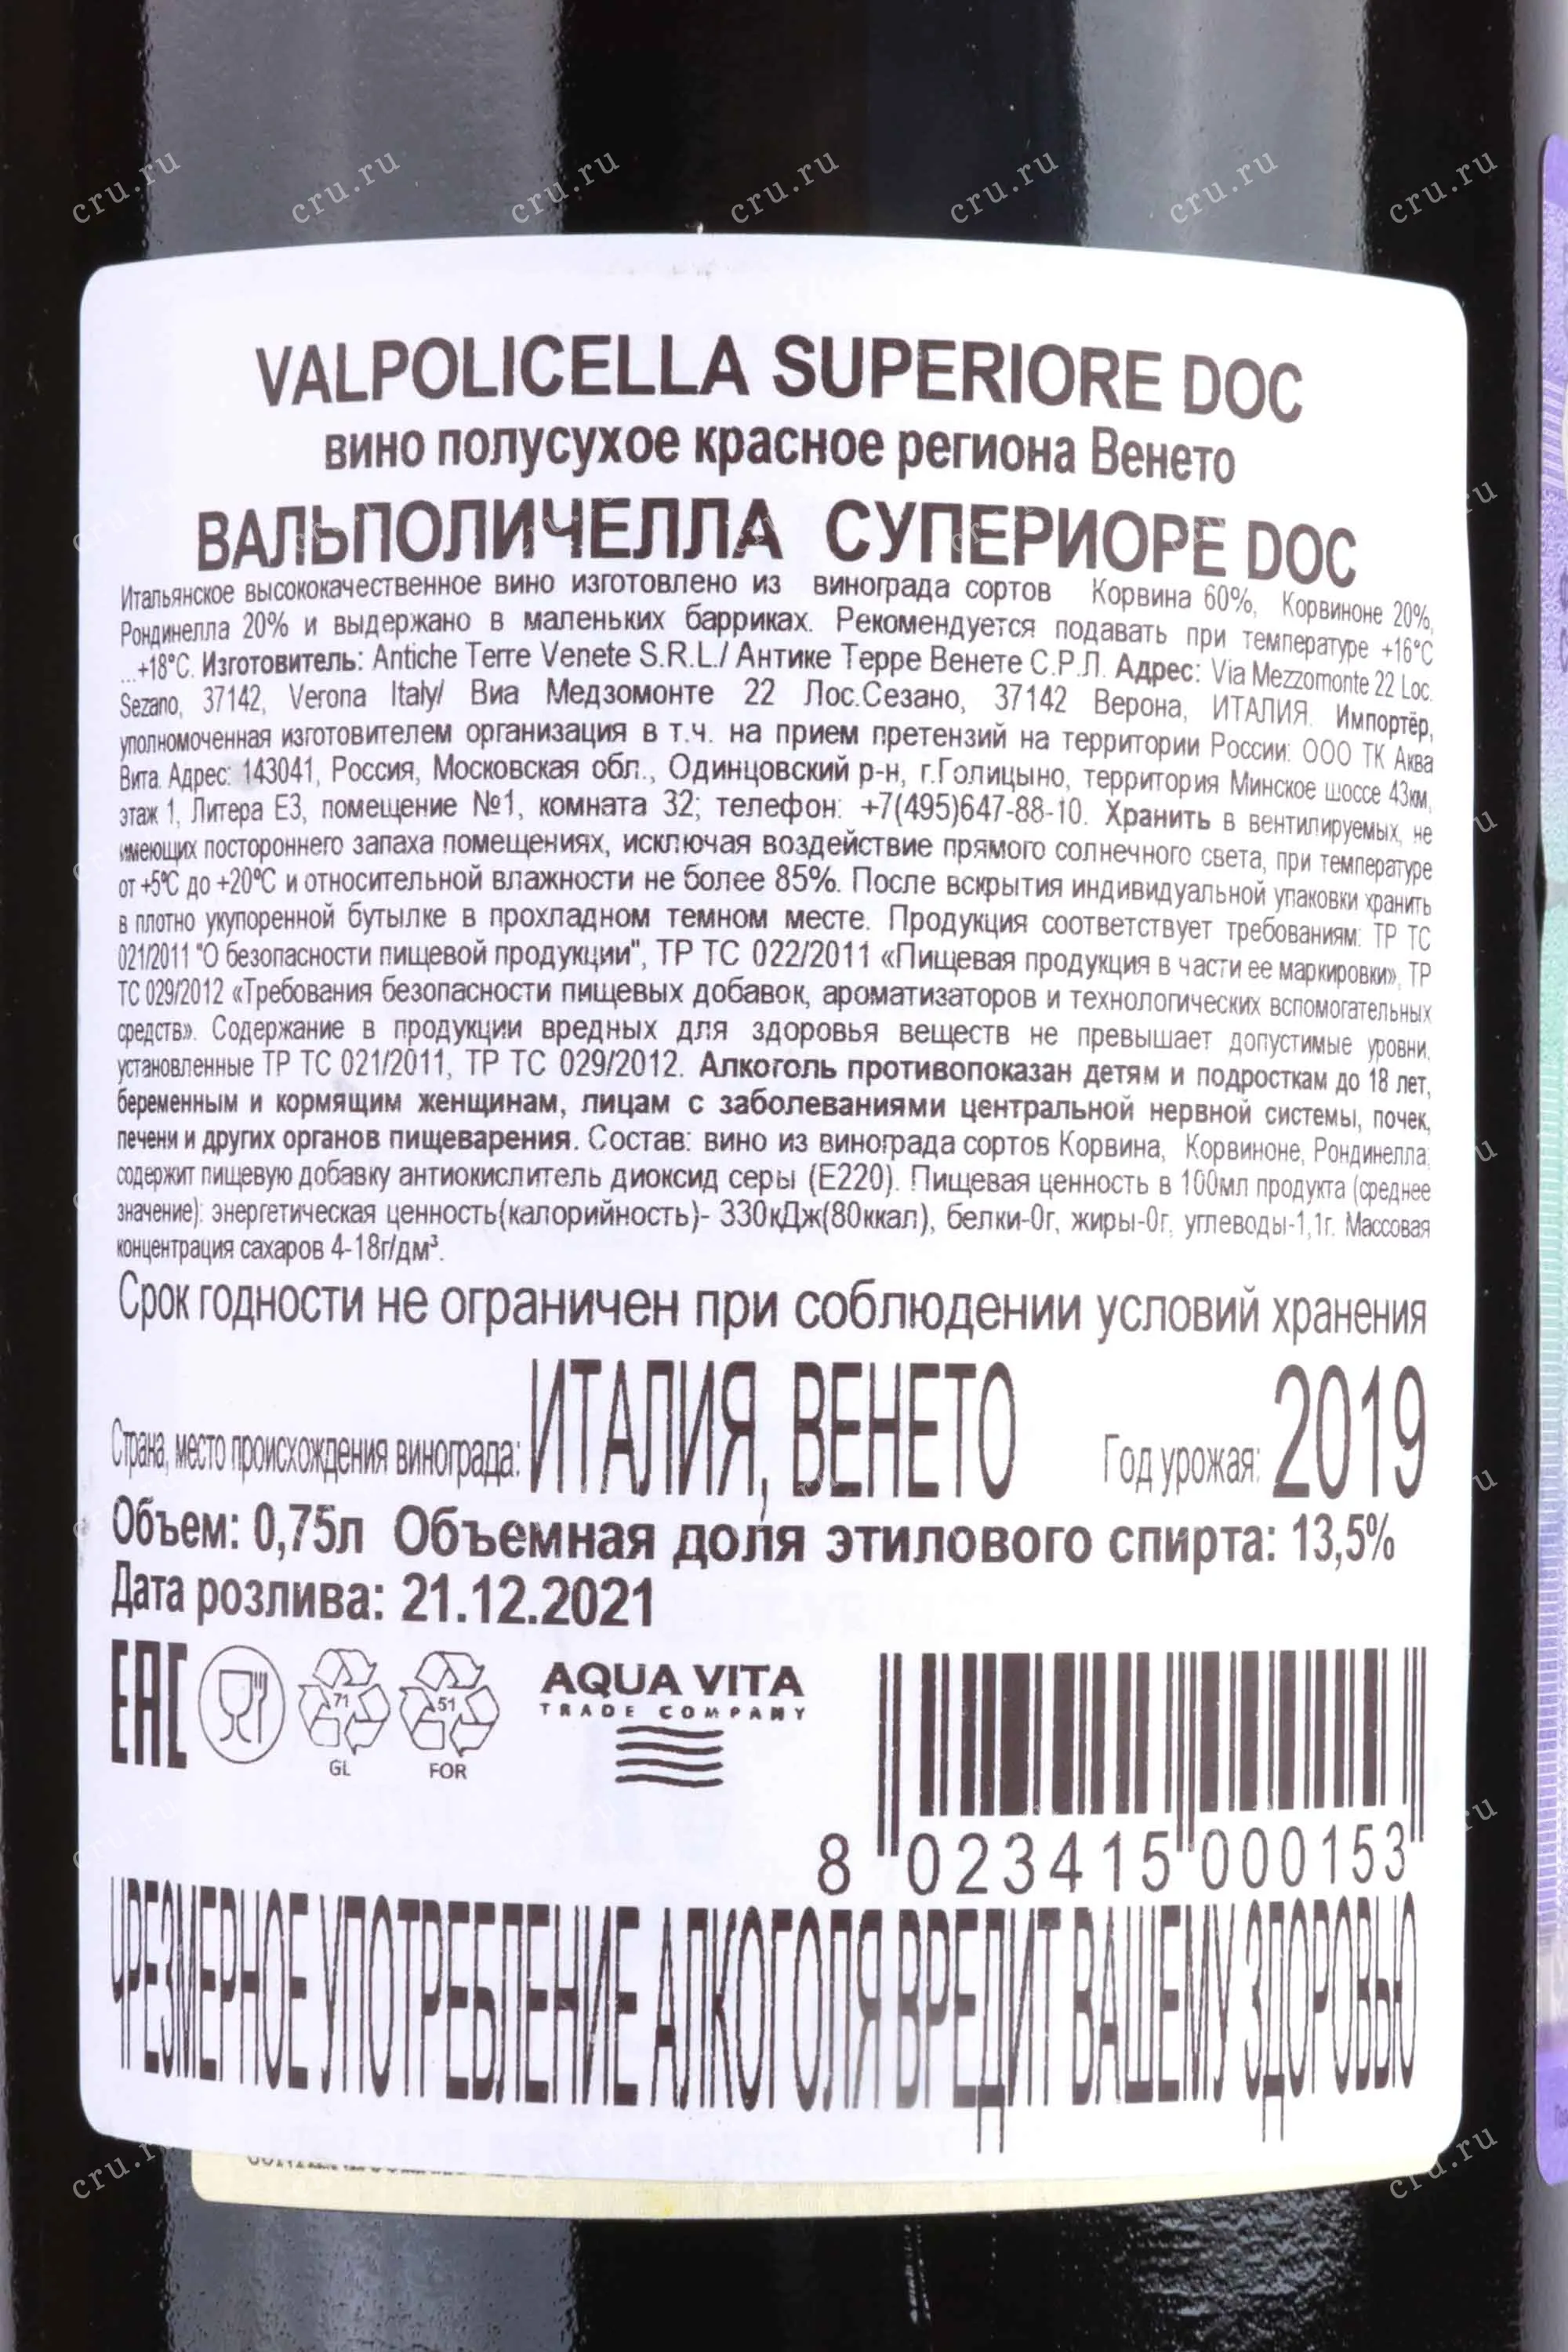 VALPOLICELLA SUPERIORE DOC
вино полусухое красное региона Венето
ВАЛЬПОЛИЧЕЛЛА СУПЕРИОРЕ DOC
Итальянское высококачественное вино изготовлено из винограда сортов Корвина 60%, Корвиноне 20%,
Рондинелла 20% и выдержано в маленьких барриках. Рекомендуется подавать при температуре +16°С
...+18°С. Изготовитель: Antiche Terre Venete S.R.L./ Антике Терре Венете С.Р.Л. Адрес: Via Mezzomonte 22 Loc.
Sezano, 37142, Verona Italy/ Виа Медзомонте 22 Лос.Сезано, 37142 Верона, ИТАЛИЯ. Импортёр,
уполномоченная изготовителем организация в т.ч. на прием претензий на территории России: ООО ТК Аква
Вита. Адрес: 143041, Россия, Московская обл., Одинцовский р-н, г.Голицыно, территория Минское шоссе 43км,
этаж 1, Литера Е3, помещение №1, комната 32; телефон: +7(495)647-88-10. Хранить в вентилируемых, не
имеющих постороннего запаха помещениях, исключая воздействие прямого солнечного света, при температуре
от +5°С до +20°С и относительной влажности не более 85%. После вскрытия индивидуальной упаковки хранить
в плотно укупоренной бутылке в прохладном темном месте. Продукция соответствует требованиям: ТР ТС
021/2011 "О безопасности пищевой продукции", ТР ТС 022/2011 «Пищевая продукция в части ее маркировки», ТР
ТС 029/2012 «Требования безопасности пищевых добавок, ароматизаторов и технологических вспомогательных
средств». Содержание в продукции вредных для здоровья веществ не превышает допустимые уровни,
установленные ТР ТС 021/2011, ТР ТС 029/2012. Алкоголь противопоказан детям и подросткам до 18 лет,
беременным и кормящим женщинам, лицам с заболеваниями центральной нервной системы, почек,
печени и других органов пищеварения. Состав: вино из винограда сортов Корвина, Корвиноне, Рондинелла;
содержит пищевую добавку антиокислитель диоксид серы (Е220). Пищевая ценность в 100мл продукта (среднее
значение): энергетическая ценность(калорийность)- 330кДж(80ккал), белки-0г, жиры-0г, углеводы-1,1г. Массовая
концентрация сахаров 4-18г/дм³.
Срок годности не ограничен при соблюдении условий хранения
Страна, место происхождения винограда: ИТАЛИЯ, ВЕНЕТО Год урожая: 2019
Объем: 0,75л Объемная доля этилового спирта: 13,5%
Дата розлива: 21.12.2021
EAC 71 GL 51 FOR
AQUA VITA
TRADE COMPANY
8 023415 000153
ЧРЕЗМЕРНОЕ УПОТРЕБЛЕНИЕ АЛКОГОЛЯ ВРЕДИТ ВАШЕМУ ЗДОРОВЬЮ
cru.ru cru.ru cru.ru cru.ru cru.ru cru.ru cru.ru